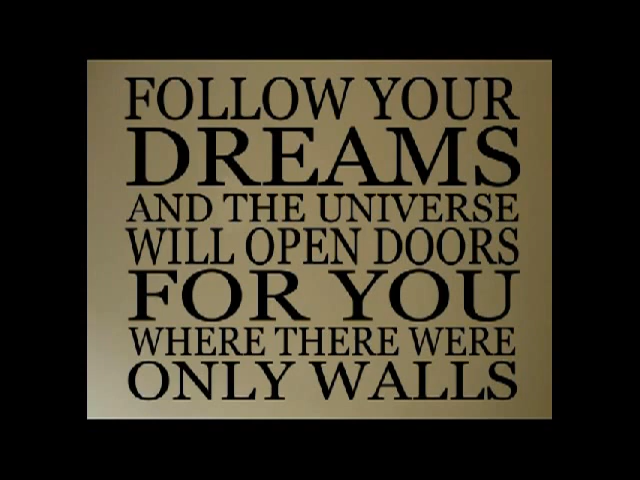 FOLLOW YOUR
DREAMS
AND THE UNIVERSE
WILL OPEN DOORS
FOR YOU
WHERE THERE WERE
ONLY WALLS